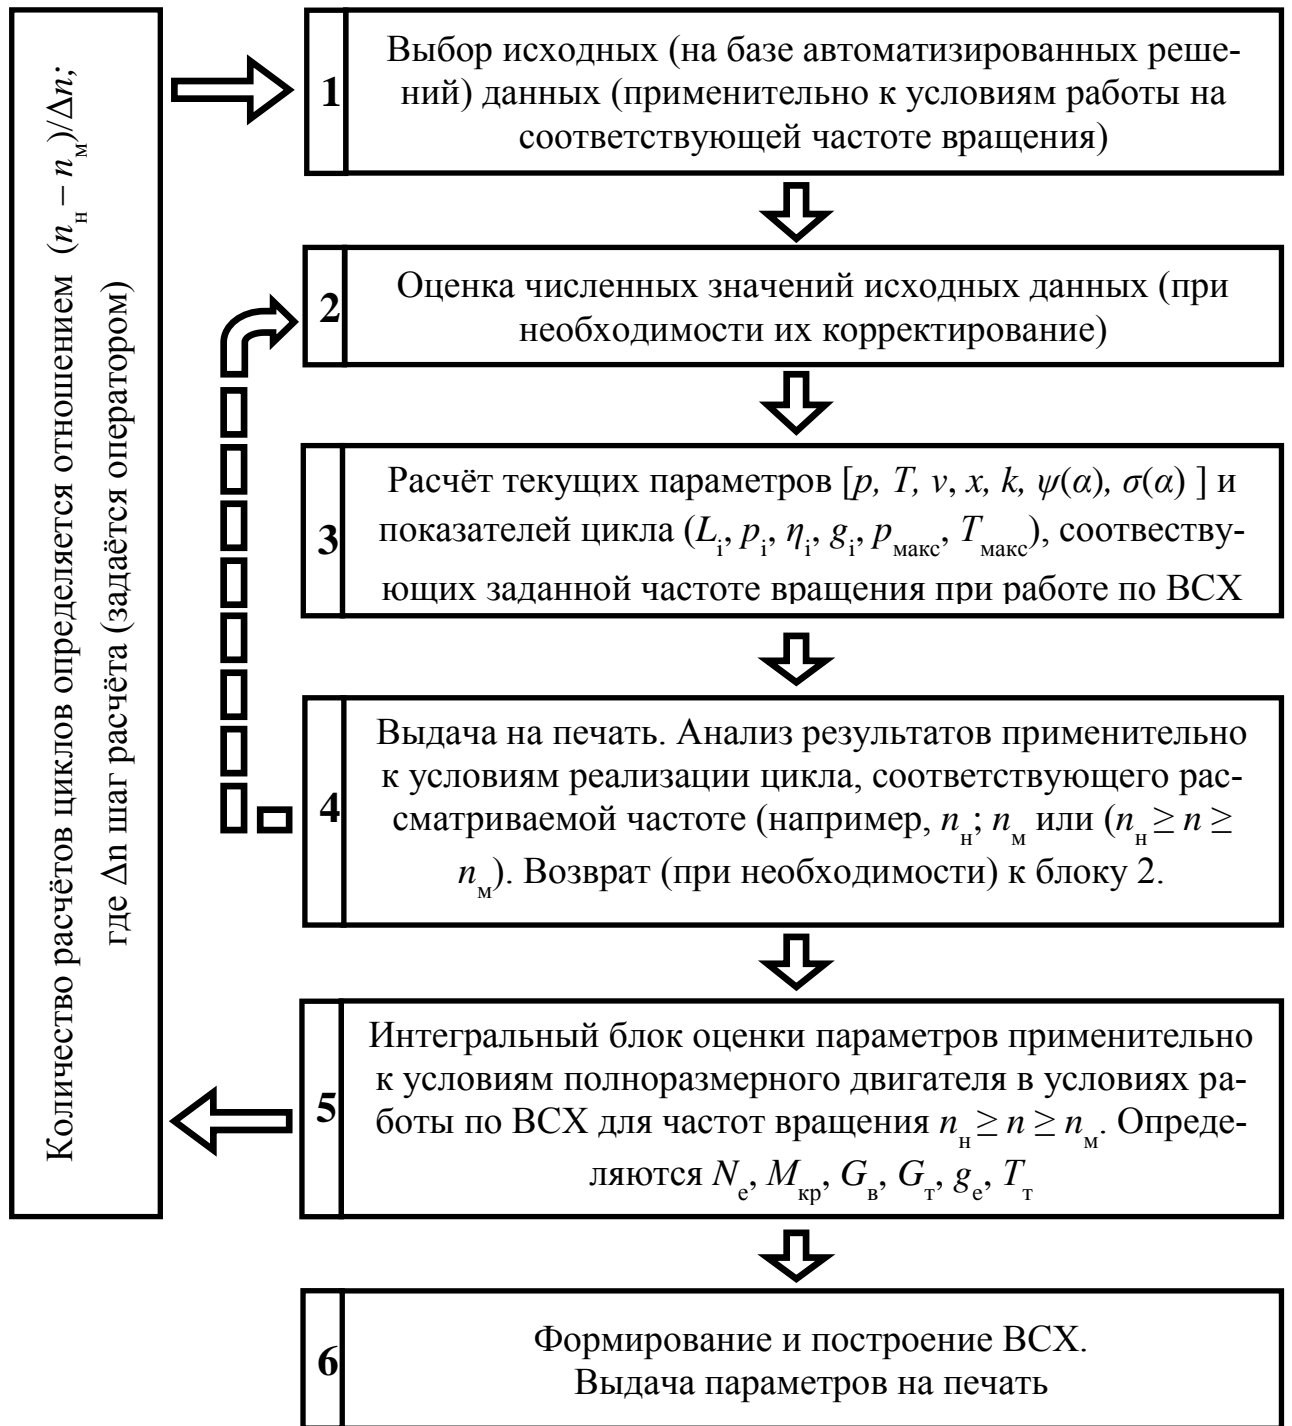 Количество расчётов циклов определяется отношением (nн – nм)/Δn;
где Δn шаг расчёта (задаётся оператором)
1
Выбор исходных (на базе автоматизированных реше-
ний) данных (применительно к условиям работы на
соответствующей частоте вращения)
2
Оценка численных значений исходных данных (при
необходимости их корректирование)
3
Расчёт текущих параметров [p, T, v, x, k, ψ(α), σ(α) ] и
показателей цикла (Li, pi, ηi, gi, pмакс, Tмакс), соотвеству-
ющих заданной частоте вращения при работе по ВСХ
4
Выдача на печать. Анализ результатов применительно
к условиям реализации цикла, соответствующего рас-
сматриваемой частоте (например, nн; nм или (nн ≥ n ≥
nм). Возврат (при необходимости) к блоку 2.
5
Интегральный блок оценки параметров применительно
к условиям полноразмерного двигателя в условиях ра-
боты по ВСХ для частот вращения nн ≥ n ≥ nм. Опреде-
ляются Nе, Mкр, Gв, Gт, gе, Tт
6
Формирование и построение ВСХ.
Выдача параметров на печать